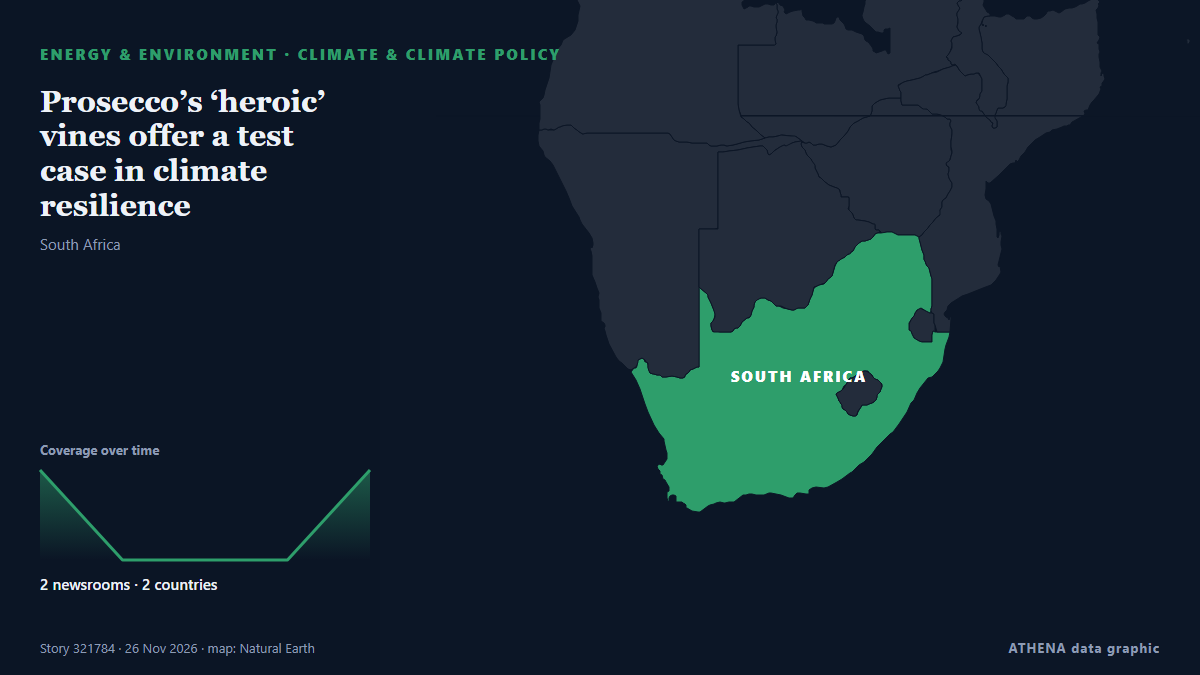 ENERGY & ENVIRONMENT · CLIMATE & CLIMATE POLICY
Prosecco’s ‘heroic’
vines offer a test
case in climate
resilience
South Africa
SOUTH AFRICA
Coverage over time
2 newsrooms · 2 countries
Story 321784 · 26 Nov 2026 · map: Natural Earth
ATHENA data graphic